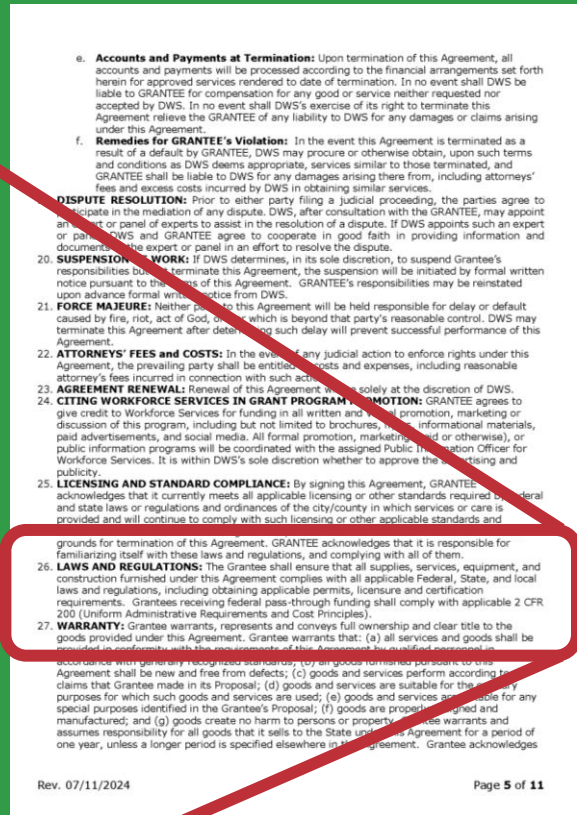 e. Accounts and Payments at Termination: Upon termination of this Agreement, all
accounts and payments will be processed according to the financial arrangements set forth
herein for approved services rendered to date of termination. In no event shall DWS be
liable to GRANTEE for compensation for any good or service neither requested nor
accepted by DWS. In no event shall DWS's exercise of its right to terminate this
Agreement relieve the GRANTEE of any liability to DWS for any damages or claims arising
under this Agreement.
f. Remedies for GRANTEE's Violation: In the event this Agreement is terminated as a
result of a default by GRANTEE, DWS may procure or otherwise obtain, upon such terms
and conditions as DWS deems appropriate, services similar to those terminated, and
GRANTEE shall be liable to DWS for any damages arising there from, including attorneys'
fees and excess costs incurred by DWS in obtaining similar services.
DISPUTE RESOLUTION: Prior to either party filing a judicial proceeding, the parties agree to
participate in the mediation of any dispute. DWS, after consultation with the GRANTEE, may appoint
an expert or panel of experts to assist in the resolution of a dispute. If DWS appoints such an expert
or panel, DWS and GRANTEE agree to cooperate in good faith in providing information and
documents to the expert or panel in an effort to resolve the dispute.
20. SUSPENSION OF WORK: If DWS determines, in its sole discretion, to suspend Grantee's
responsibilities but not terminate this Agreement, the suspension will be initiated by formal written
notice pursuant to the terms of this Agreement. GRANTEE's responsibilities may be reinstated
upon advance formal written notice from DWS.
21. FORCE MAJEURE: Neither party to this Agreement will be held responsible for delay or default
caused by fire, riot, act of God, or war which is beyond that party's reasonable control. DWS may
terminate this Agreement after determining such delay will prevent successful performance of this
Agreement.
22. ATTORNEYS' FEES and COSTS: In the event of any judicial action to enforce rights under this
Agreement, the prevailing party shall be entitled costs and expenses, including reasonable
attorney's fees incurred in connection with such action.
23. AGREEMENT RENEWAL: Renewal of this Agreement will be solely at the discretion of DWS.
24. CITING WORKFORCE SERVICES IN GRANT PROGRAM PROMOTION: GRANTEE agrees to
give credit to Workforce Services for funding in all written and verbal promotion, marketing or
discussion of this program, including but not limited to brochures, informational materials,
paid advertisements, and social media. All formal promotion, marketing (paid or otherwise), or
public information programs will be coordinated with the assigned Public Information Officer for
Workforce Services. It is within DWS's sole discretion whether to approve the advertising and
publicity.
25. LICENSING AND STANDARD COMPLIANCE: By signing this Agreement, GRANTEE
acknowledges that it currently meets all applicable licensing or other standards required by federal
and state laws or regulations and ordinances of the city/county in which services or care is
provided and will continue to comply with such licensing or other applicable standards and
grounds for termination of this Agreement. GRANTEE acknowledges that it is responsible for
familiarizing itself with these laws and regulations, and complying with all of them.
26. LAWS AND REGULATIONS: The Grantee shall ensure that all supplies, services, equipment, and
construction furnished under this Agreement complies with all applicable Federal, State, and local
laws and regulations, including obtaining applicable permits, licensure and certification
requirements. Grantees receiving federal pass-through funding shall comply with applicable 2 CFR
200 (Uniform Administrative Requirements and Cost Principles).
27. WARRANTY: Grantee warrants, represents and conveys full ownership and clear title to the
goods provided under this Agreement. Grantee warrants that: (a) all services and goods shall be
provided in conformity with the requirements of this Agreement by qualified personnel in
accordance with generally recognized standards; (b) all goods furnished pursuant to this
Agreement shall be new and free from defects; (c) goods and services perform according to
claims that Grantee made in its Proposal; (d) goods and services are suitable for the ordinary
purposes for which such goods and services are used; (e) goods and services are suitable for any
special purposes identified in the Grantee's Proposal; (f) goods are properly designed and
manufactured; and (g) goods create no harm to persons or property. Grantee warrants and
assumes responsibility for all goods that it sells to the State under this Agreement for a period of
one year, unless a longer period is specified elsewhere in this Agreement. Grantee acknowledges
Rev. 07/11/2024
Page 5 of 11